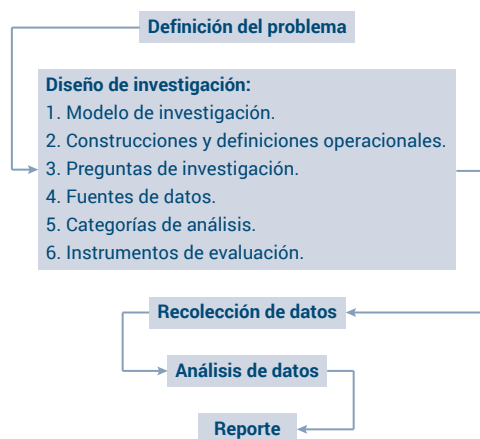 Definición del problema
Diseño de investigación:
1. Modelo de investigación.
2. Construcciones y definiciones operacionales.
3. Preguntas de investigación.
4. Fuentes de datos.
5. Categorías de análisis.
6. Instrumentos de evaluación.
Recolección de datos
Análisis de datos
Reporte